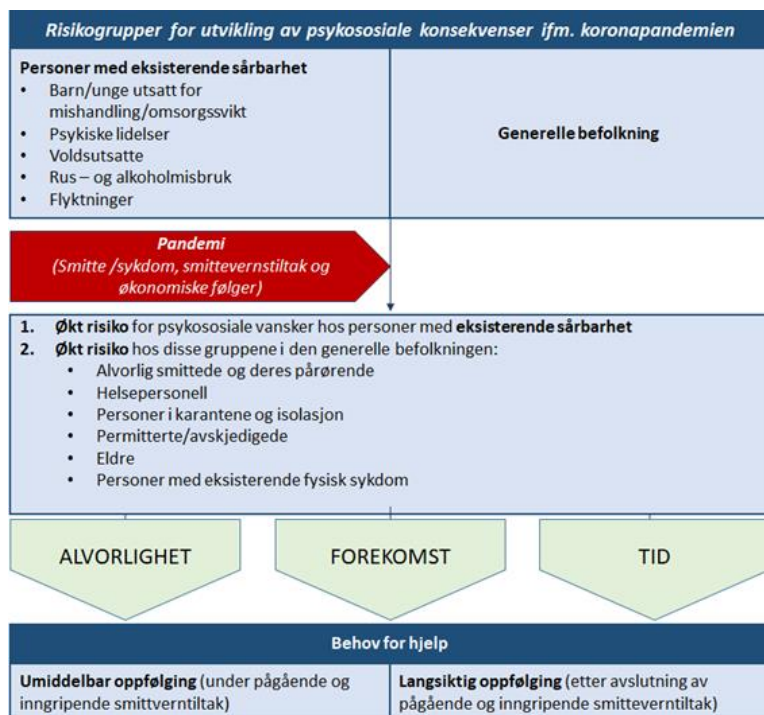 Risikogrupper for utvikling av psykososiale konsekvenser ifm. koronapandemien
Personer med eksisterende sårbarhet
• Barn/unge utsatt for
mishandling/omsorgssvikt
• Psykiske lidelser
• Voldsutsatte
• Rus – og alkoholmisbruk
• Flyktninger
Generelle befolkning
Pandemi
(Smitte /sykdom, smittevernstiltak og
økonomiske følger)
1. Økt risiko for psykososiale vansker hos personer med eksisterende sårbarhet
2. Økt risiko hos disse gruppene i den generelle befolkningen:
• Alvorlig smittede og deres pårørende
• Helsepersonell
• Personer i karantene og isolasjon
• Permitterte/avskjedigede
• Eldre
• Personer med eksisterende fysisk sykdom
ALVORLIGHET
FOREKOMST
TID
Behov for hjelp
Umiddelbar oppfølging (under pågående og
inngripende smittverntiltak)
Langsiktig oppfølging (etter avslutning av
pågående og inngripende smitteverntiltak)